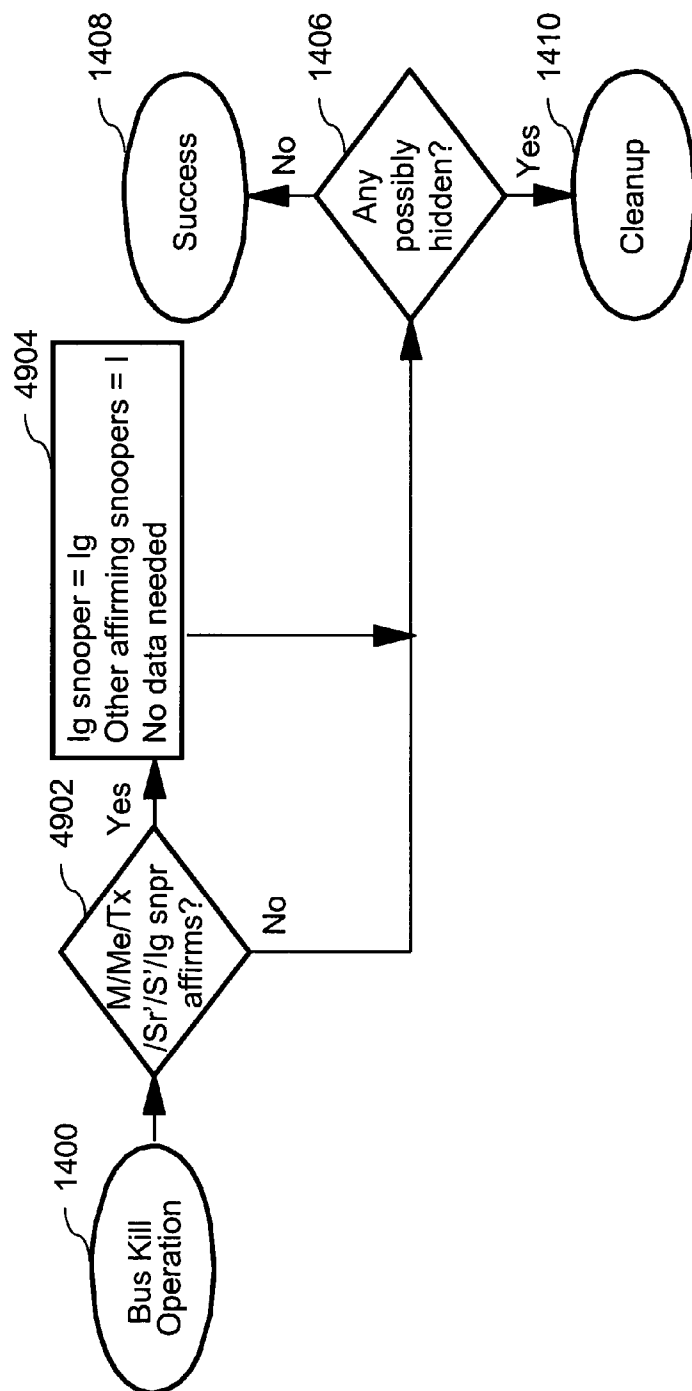 1400
Bus Kill
Operation
4902
M/Me/Tx
/Sr'/S'/Ig snpr
affirms?
Yes
No
4904
Ig snooper = Ig
Other affirming snoopers = I
No data needed
1406
Any
possibly
hidden?
No
Yes
1408
Success
1410
Cleanup